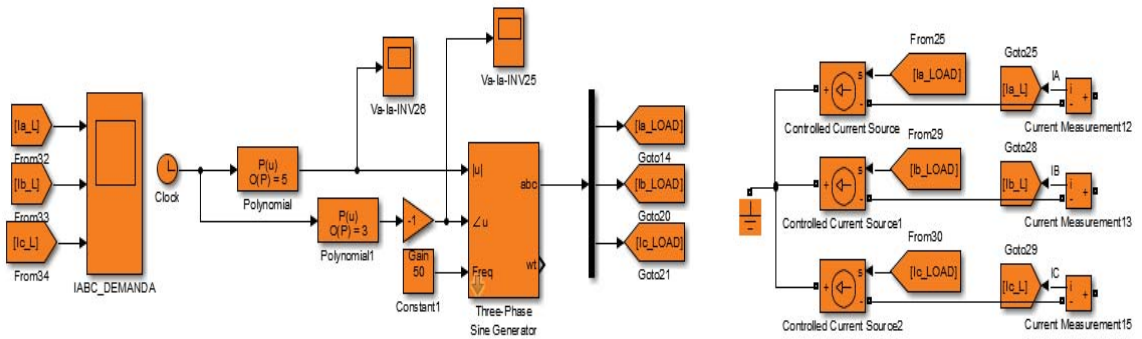 [Ia_L]
From32
[Ib_L]
From33
[Ic_L]
From34
IABC_DEMANDA
Clock
P(u)
O(P) = 5
Polynomial
P(u)
O(P) = 3
Polynomial1
-1
Gain
50
Constant1
Va-Ia-INV26
Va-Ia-INV25
|u|
∠u
Freq
abc
wt
Three-Phase
Sine Generator
[Ia_LOAD]
Goto14
[Ib_LOAD]
Goto20
[Ic_LOAD]
Goto21
From25
[Ia_LOAD]
Goto25
[Ia_L]
IA
s
+
-
i
+
-
Controlled Current Source
Current Measurement12
From29
[Ib_LOAD]
Goto28
[Ib_L]
IB
s
+
-
i
+
-
Controlled Current Source1
Current Measurement13
From30
[Ic_LOAD]
Goto29
[Ic_L]
IC
s
+
-
i
+
-
Controlled Current Source2
Current Measurement15